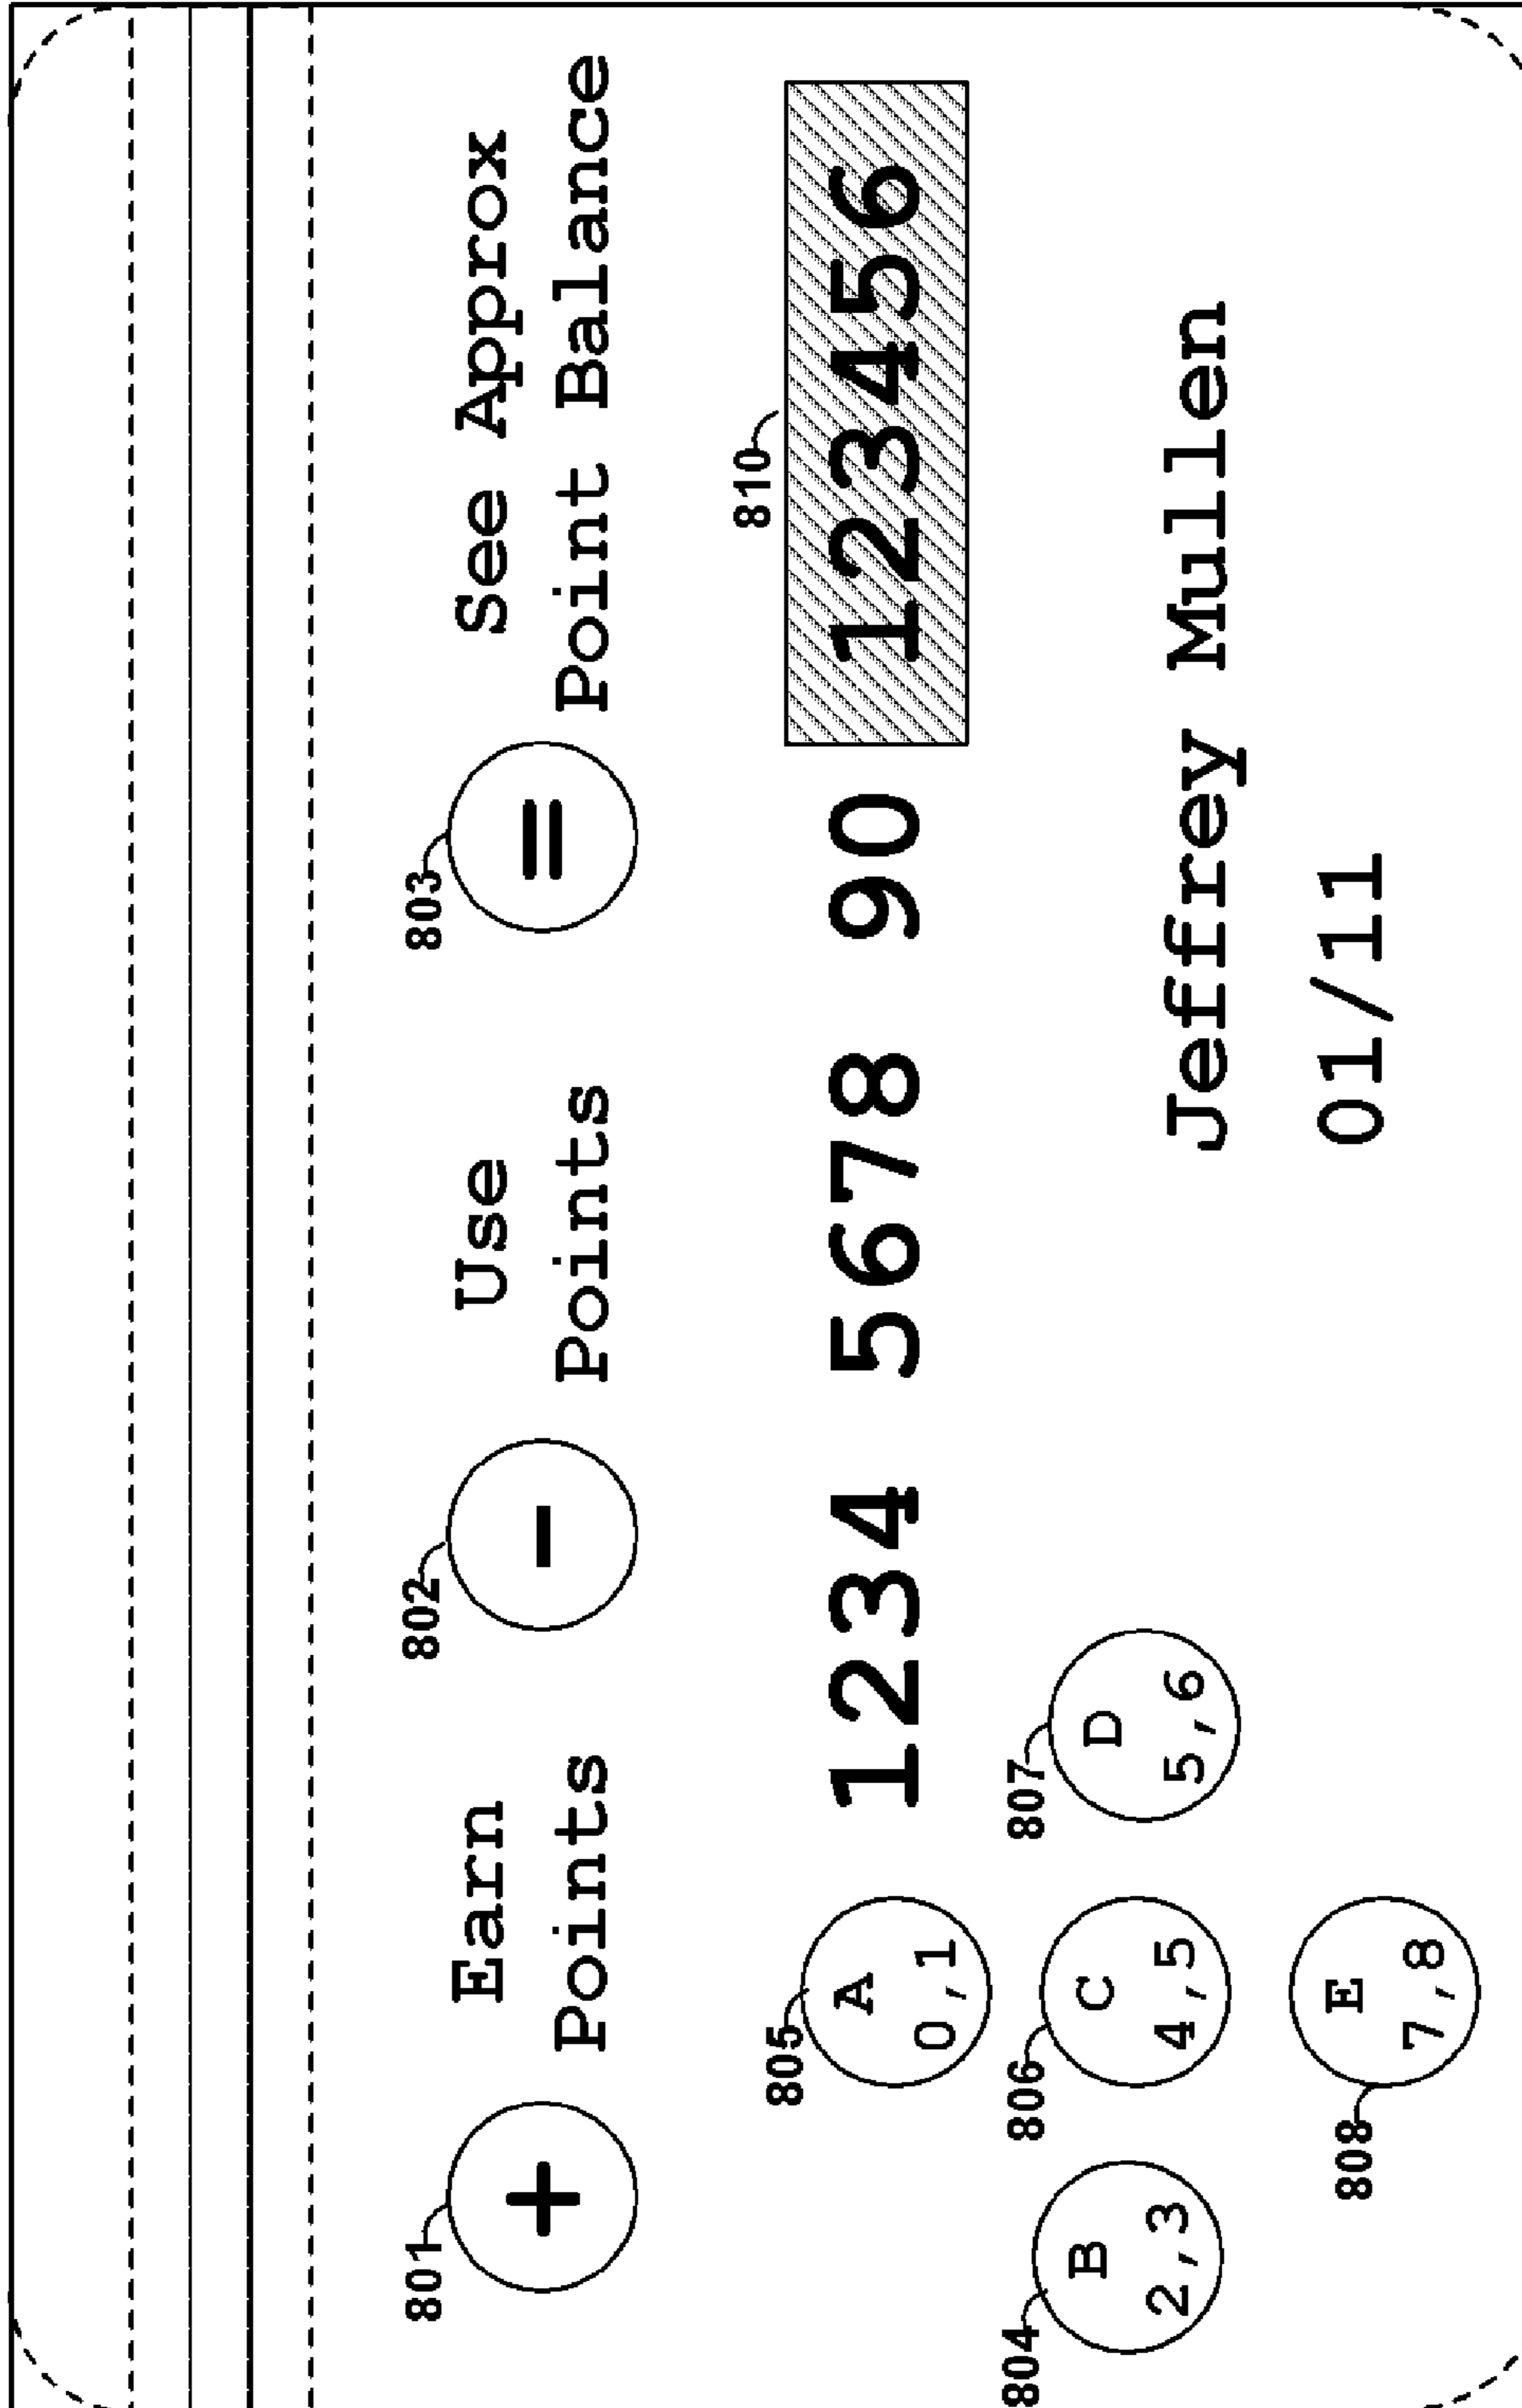 801 + Earn Points
802 - Use Points
803 = See Approx Point Balance
810
1234 5678 90 123456
805 A 0,1
804 B 2,3
806 C 4,5
807 D 5,6
808 E 7,8
Jeffrey Mullen
01/11